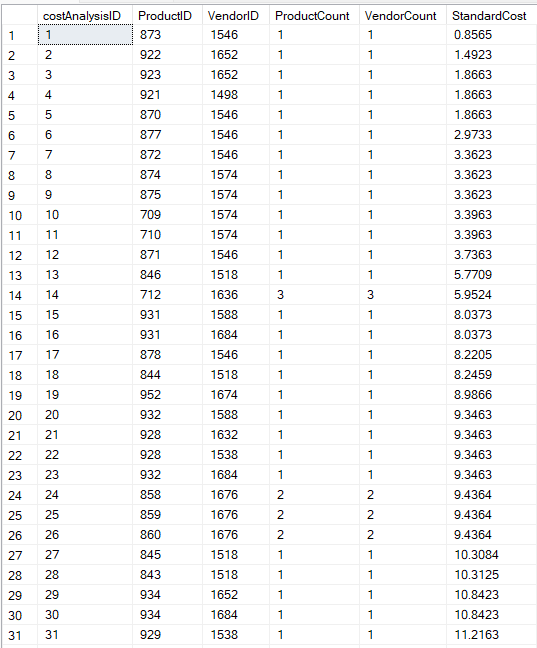 costAnalysisID ProductID VendorID ProductCount VendorCount StandardCost
1 1 873 1546 1 1 0.8565
2 2 922 1652 1 1 1.4923
3 3 923 1652 1 1 1.8663
4 4 921 1498 1 1 1.8663
5 5 870 1546 1 1 1.8663
6 6 877 1546 1 1 2.9733
7 7 872 1546 1 1 3.3623
8 8 874 1574 1 1 3.3623
9 9 875 1574 1 1 3.3623
10 10 709 1574 1 1 3.3963
11 11 710 1574 1 1 3.3963
12 12 871 1546 1 1 3.7363
13 13 846 1518 1 1 5.7709
14 14 712 1636 3 3 5.9524
15 15 931 1588 1 1 8.0373
16 16 931 1684 1 1 8.0373
17 17 878 1546 1 1 8.2205
18 18 844 1518 1 1 8.2459
19 19 952 1674 1 1 8.9866
20 20 932 1588 1 1 9.3463
21 21 928 1632 1 1 9.3463
22 22 928 1538 1 1 9.3463
23 23 932 1684 1 1 9.3463
24 24 858 1676 2 2 9.4364
25 25 859 1676 2 2 9.4364
26 26 860 1676 2 2 9.4364
27 27 845 1518 1 1 10.3084
28 28 843 1518 1 1 10.3125
29 29 934 1652 1 1 10.8423
30 30 934 1684 1 1 10.8423
31 31 929 1538 1 1 11.2163